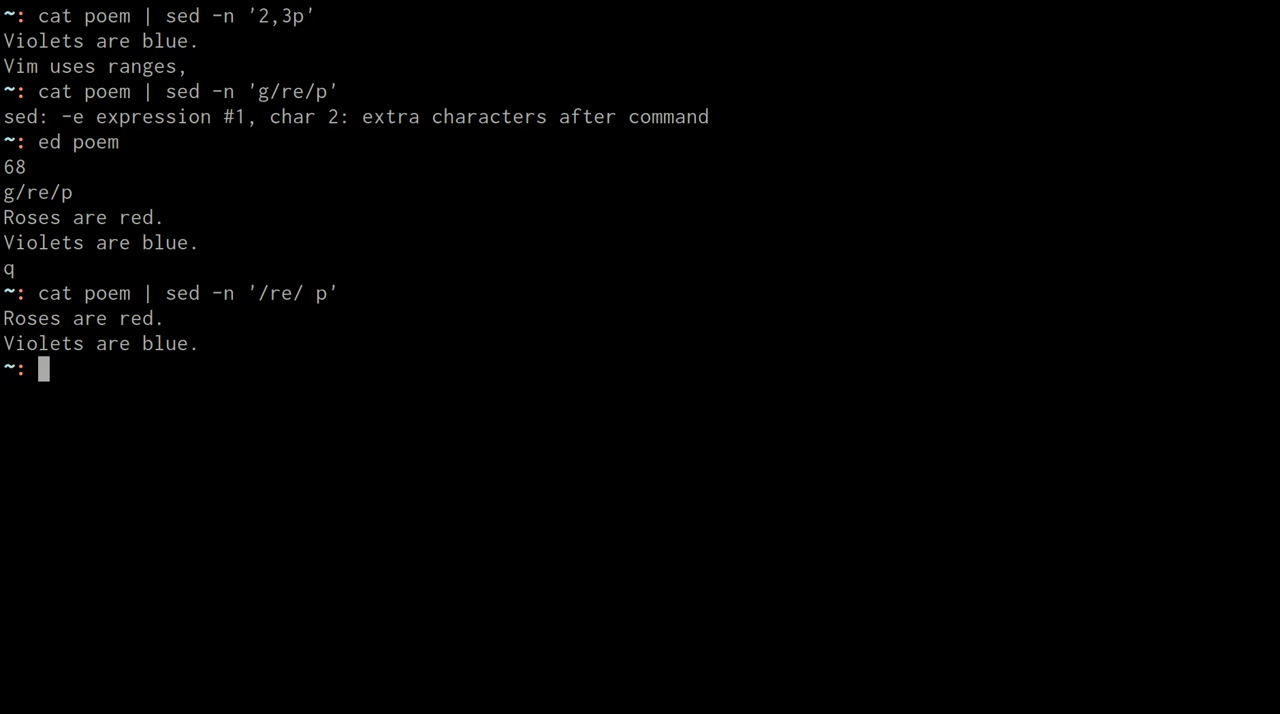 ~: cat poem | sed -n '2,3p'
Violets are blue.
Vim uses ranges,
~: cat poem | sed -n 'g/re/p'
sed: -e expression #1, char 2: extra characters after command
~: ed poem
68
g/re/p
Roses are red.
Violets are blue.
q
~: cat poem | sed -n '/re/ p'
Roses are red.
Violets are blue.
~: